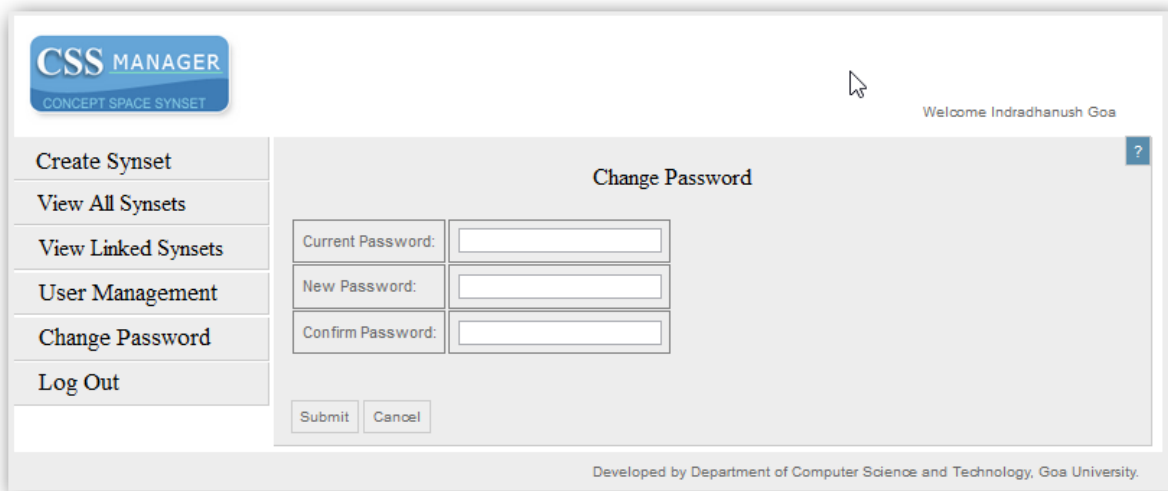 CSS MANAGER
CONCEPT SPACE SYNSET
Welcome Indradhanush Goa
Create Synset
View All Synsets
View Linked Synsets
User Management
Change Password
Log Out
?
Change Password
Current Password:
New Password:
Confirm Password:
Submit Cancel
Developed by Department of Computer Science and Technology, Goa University.